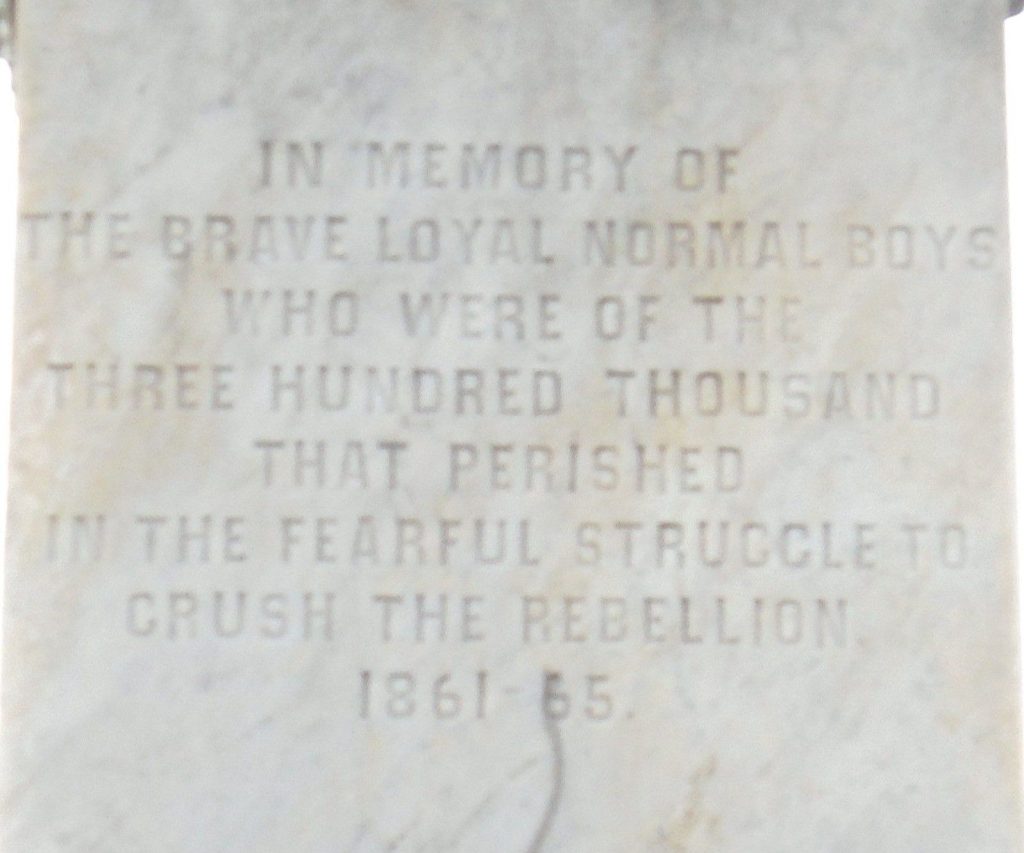 IN MEMORY OF
THE BRAVE LOYAL NORMAL BOYS
WHO WERE OF THE
THREE HUNDRED THOUSAND
THAT PERISHED
IN THE FEARFUL STRUGGLE TO
CRUSH THE REBELLION.
1861-65.